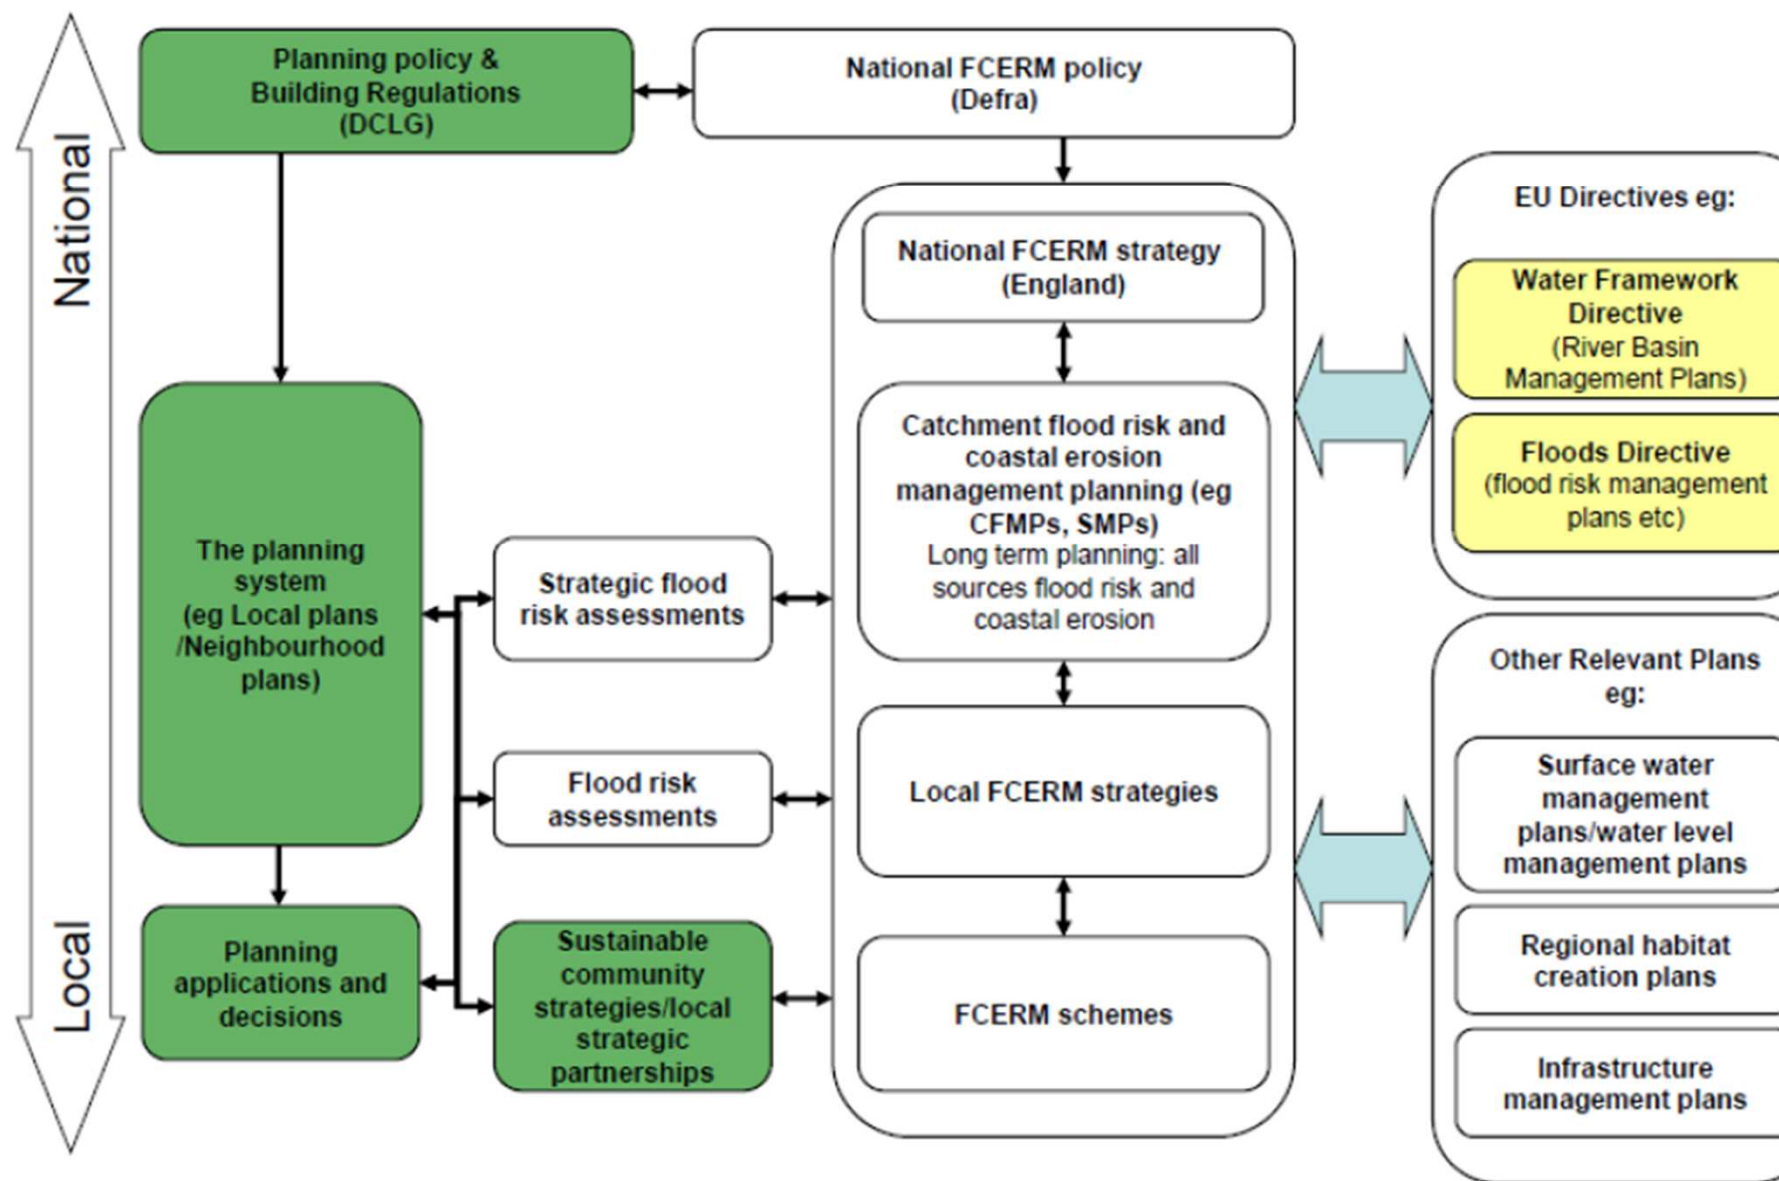 National
Local
Planning policy &
Building Regulations
(DCLG)
National FCERM policy
(Defra)
The planning
system
(eg Local plans
/Neighbourhood
plans)
Planning
applications and
decisions
Strategic flood
risk assessments
Flood risk
assessments
Sustainable
community
strategies/local
strategic
partnerships
National FCERM strategy
(England)
Catchment flood risk and
coastal erosion
management planning (eg
CFMPs, SMPs)
Long term planning: all
sources flood risk and
coastal erosion
Local FCERM strategies
FCERM schemes
EU Directives eg:
Water Framework
Directive
(River Basin
Management Plans)
Floods Directive
(flood risk management
plans etc)
Other Relevant Plans
eg:
Surface water
management
plans/water level
management plans
Regional habitat
creation plans
Infrastructure
management plans